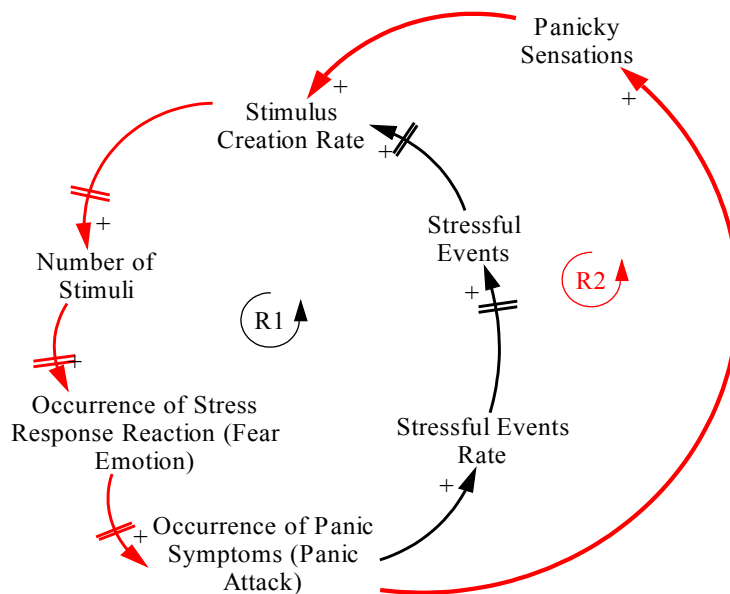 Panicky
Sensations
+
+
Stimulus
Creation Rate
+
+
Stressful
Events
Number of
Stimuli
R2
+
R1
+
Occurrence of Stress
Response Reaction (Fear
Emotion)
Stressful Events
Rate
+
+
Occurrence of Panic
Symptoms (Panic
Attack)